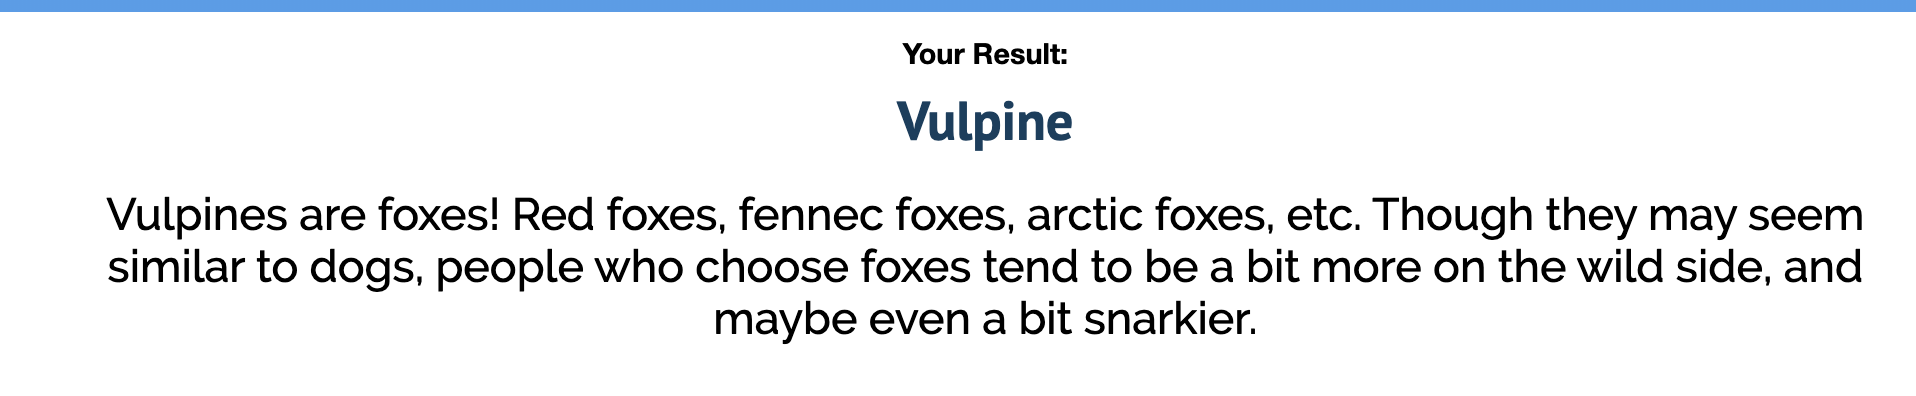 Your Result:
Vulpine
Vulpines are foxes! Red foxes, fennec foxes, arctic foxes, etc. Though they may seem
similar to dogs, people who choose foxes tend to be a bit more on the wild side, and
maybe even a bit snarkier.